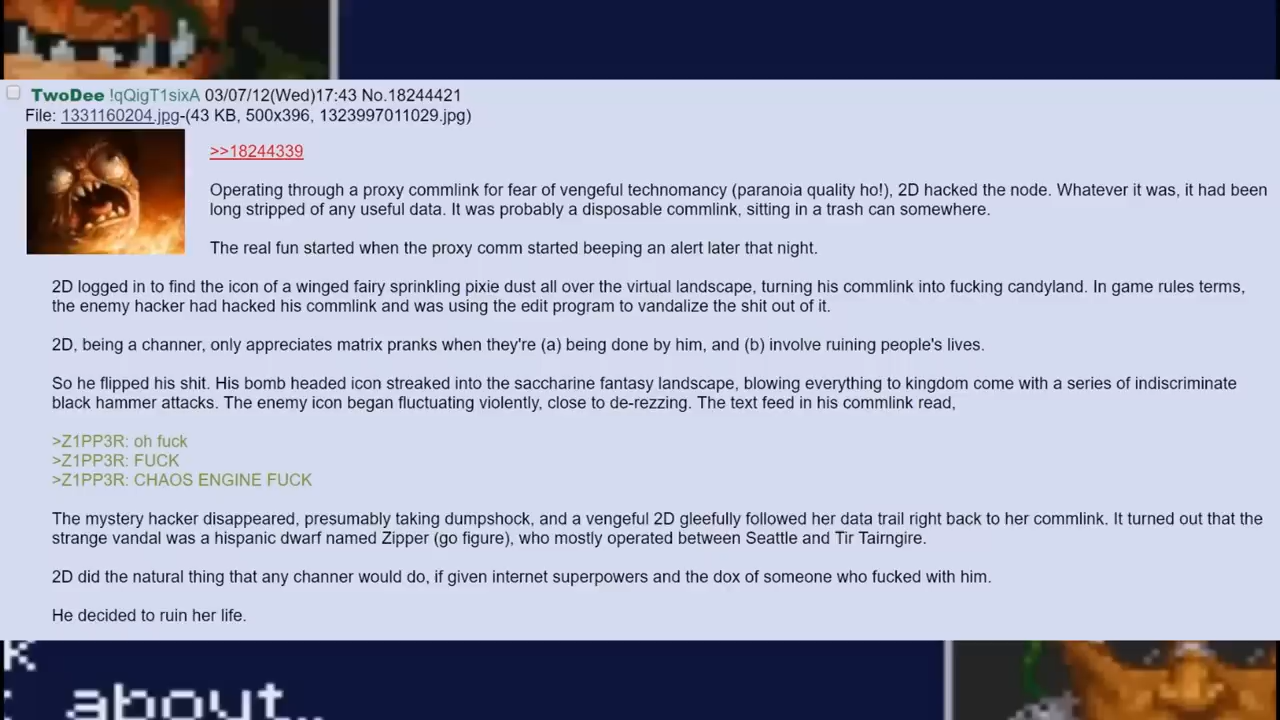 TwoDee !qQigT1sixA 03/07/12(Wed)17:43 No.18244421
File: 1331160204.jpg-(43 KB, 500x396, 1323997011029.jpg)
>>18244339
Operating through a proxy commlink for fear of vengeful technomancy (paranoia quality ho!), 2D hacked the node. Whatever it was, it had been
long stripped of any useful data. It was probably a disposable commlink, sitting in a trash can somewhere.
The real fun started when the proxy comm started beeping an alert later that night.
2D logged in to find the icon of a winged fairy sprinkling pixie dust all over the virtual landscape, turning his commlink into fucking candyland. In game rules terms,
the enemy hacker had hacked his commlink and was using the edit program to vandalize the shit out of it.
2D, being a channer, only appreciates matrix pranks when they're (a) being done by him, and (b) involve ruining people's lives.
So he flipped his shit. His bomb headed icon streaked into the saccharine fantasy landscape, blowing everything to kingdom come with a series of indiscriminate
black hammer attacks. The enemy icon began fluctuating violently, close to de-rezzing. The text feed in his commlink read,
>Z1PP3R: oh fuck
>Z1PP3R: FUCK
>Z1PP3R: CHAOS ENGINE FUCK
The mystery hacker disappeared, presumably taking dumpshock, and a vengeful 2D gleefully followed her data trail right back to her commlink. It turned out that the
strange vandal was a hispanic dwarf named Zipper (go figure), who mostly operated between Seattle and Tir Tairngire.
2D did the natural thing that any channer would do, if given internet superpowers and the dox of someone who fucked with him.
He decided to ruin her life.
about..